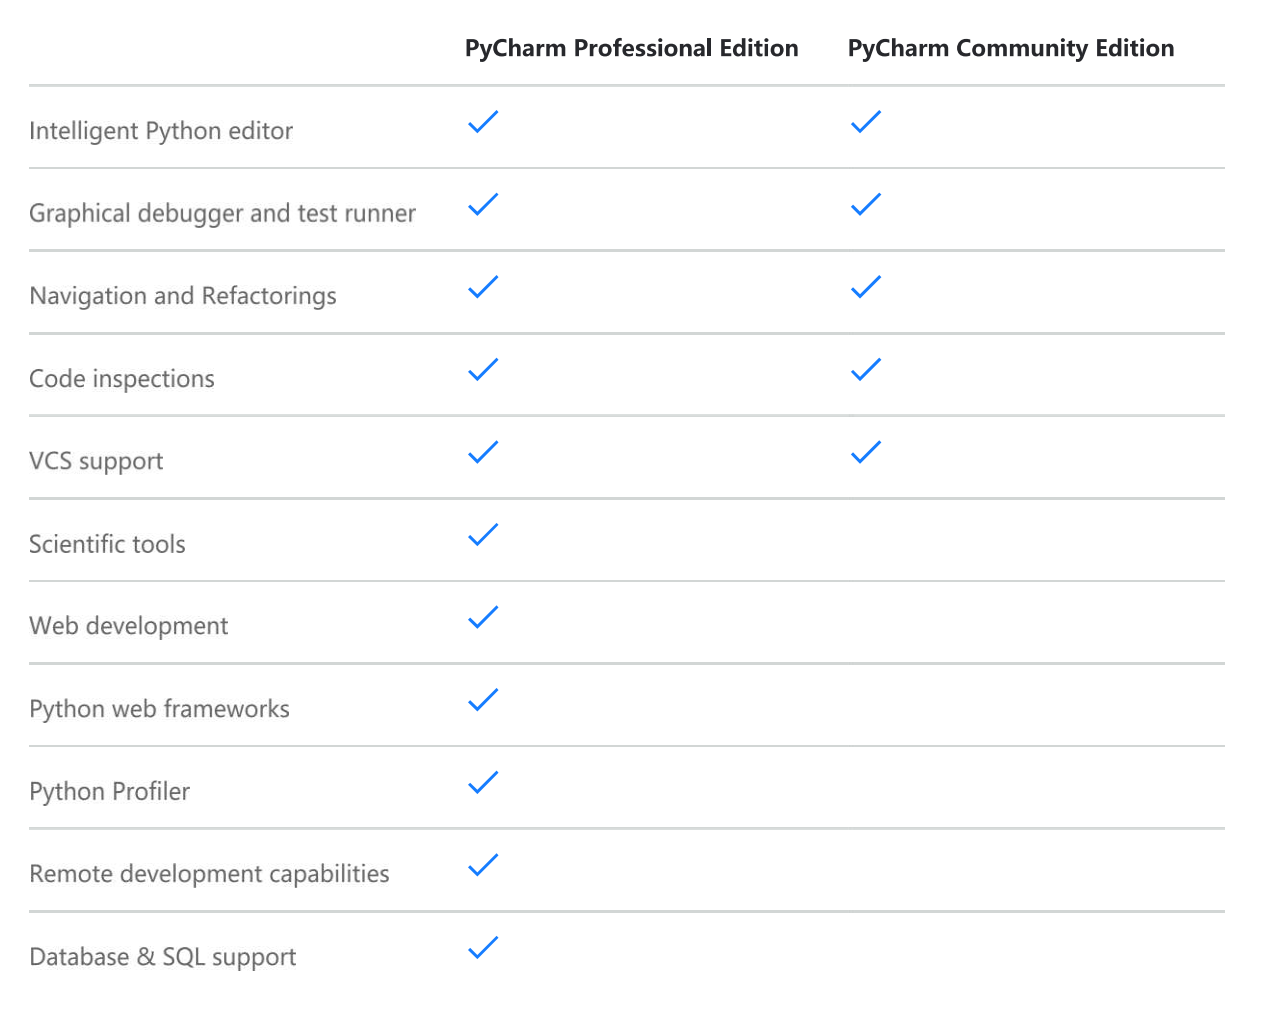 PyCharm Professional Edition PyCharm Community Edition
Intelligent Python editor
Graphical debugger and test runner
Navigation and Refactorings
Code inspections
VCS support
Scientific tools
Web development
Python web frameworks
Python Profiler
Remote development capabilities
Database & SQL support